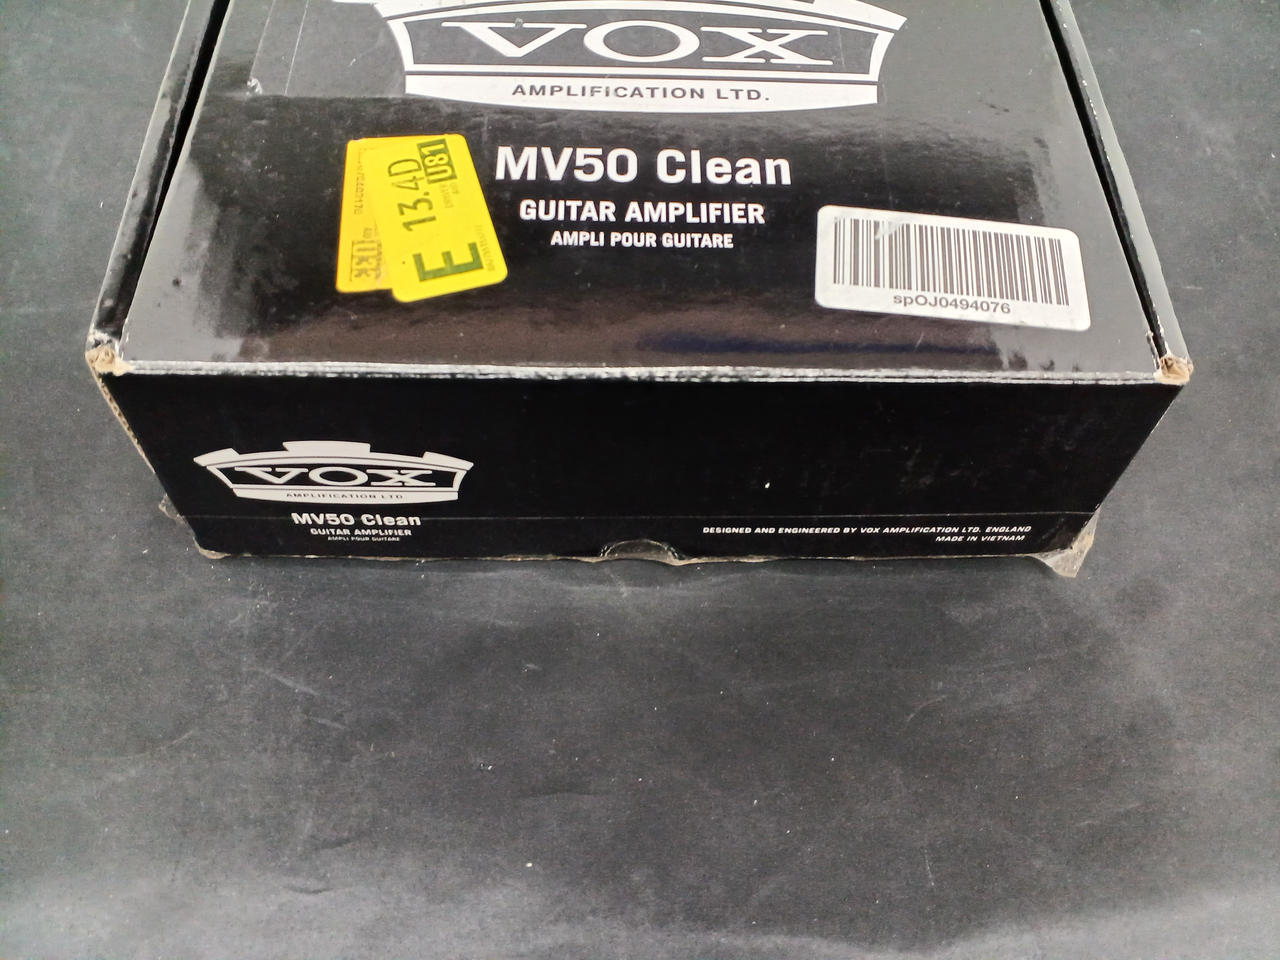 VOX
AMPLIFICATION LTD.
MV50 Clean
GUITAR AMPLIFIER
AMPLI POUR GUITARE
E 13.4D U81
spOJ0494076
VOX
AMPLIFICATION LTD.
MV50 Clean
GUITAR AMPLIFIER
AMPLI POUR GUITARE
DESIGNED AND ENGINEERED BY VOX AMPLIFICATION LTD. ENGLAND
MADE IN VIETNAM